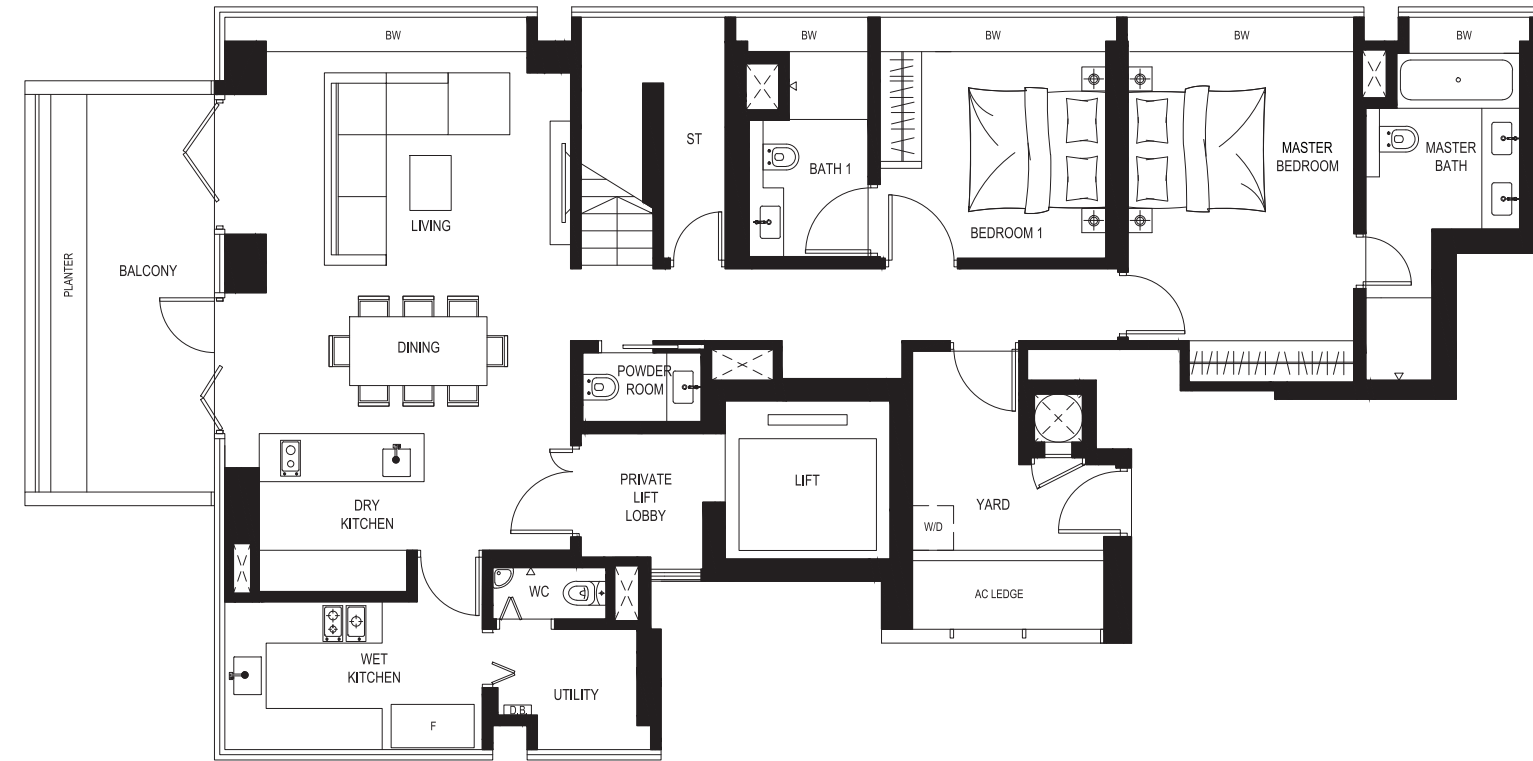 BW
BW
BW
BW
BW
ST
BATH 1
MASTER
BEDROOM
MASTER
BATH
LIVING
BEDROOM 1
PLANTER
BALCONY
DINING
POWDER
ROOM
PRIVATE
LIFT
LOBBY
LIFT
YARD
DRY
KITCHEN
W/D
WC
AC LEDGE
WET
KITCHEN
UTILITY
D.B.
F